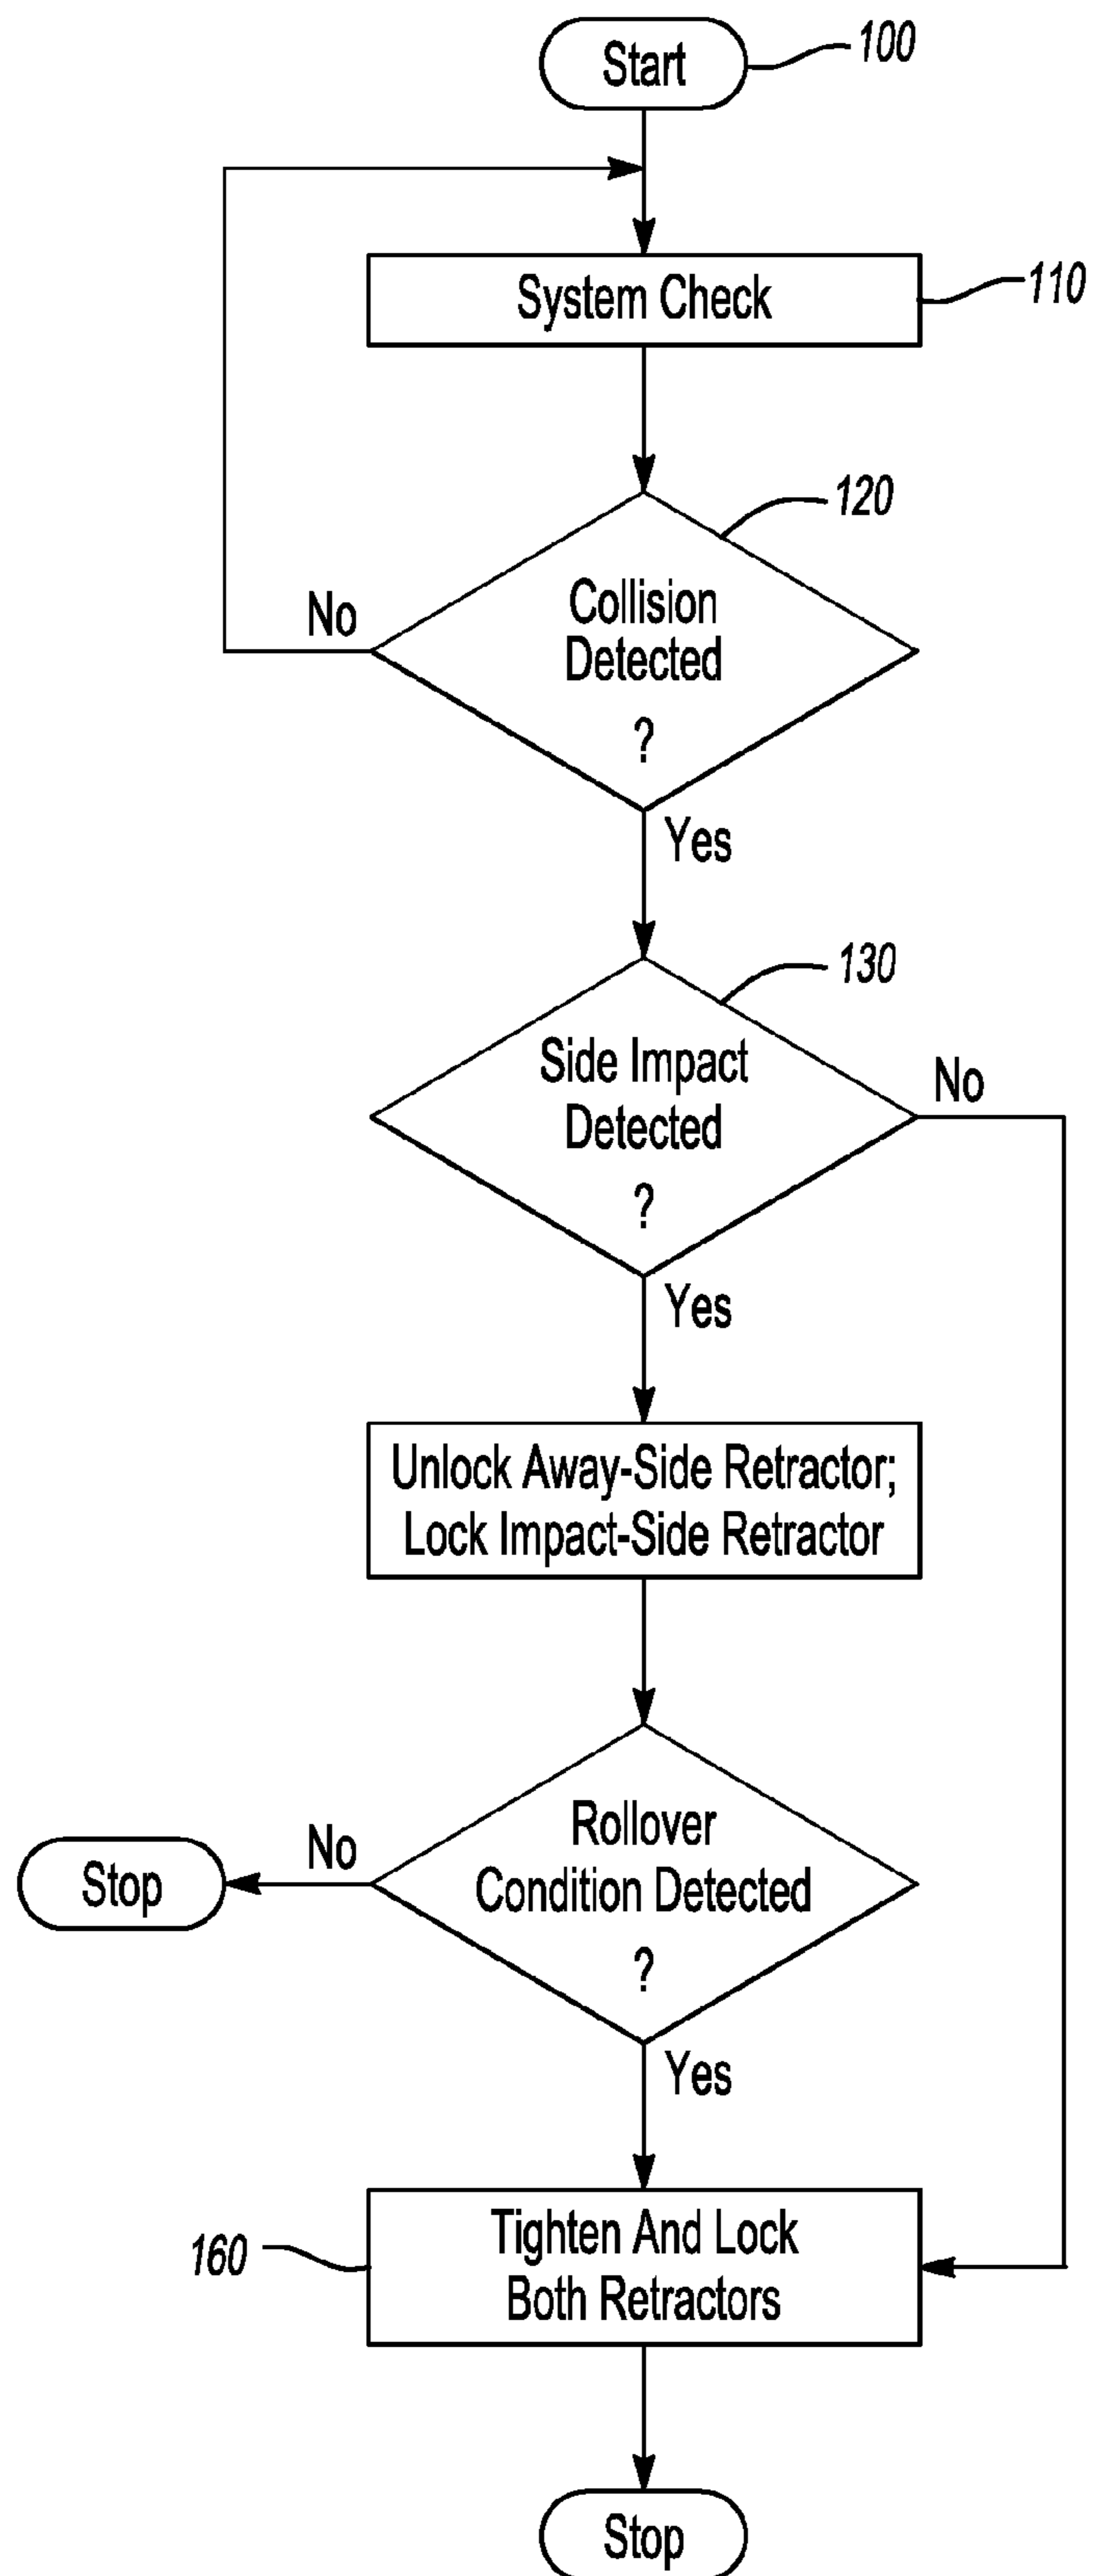 Start
100
System Check
110
120
Collision
Detected
?
No
Yes
130
Side Impact
Detected
?
No
Yes
Unlock Away-Side Retractor;
Lock Impact-Side Retractor
Rollover
Condition Detected
?
No
Stop
Yes
160
Tighten And Lock
Both Retractors
Stop